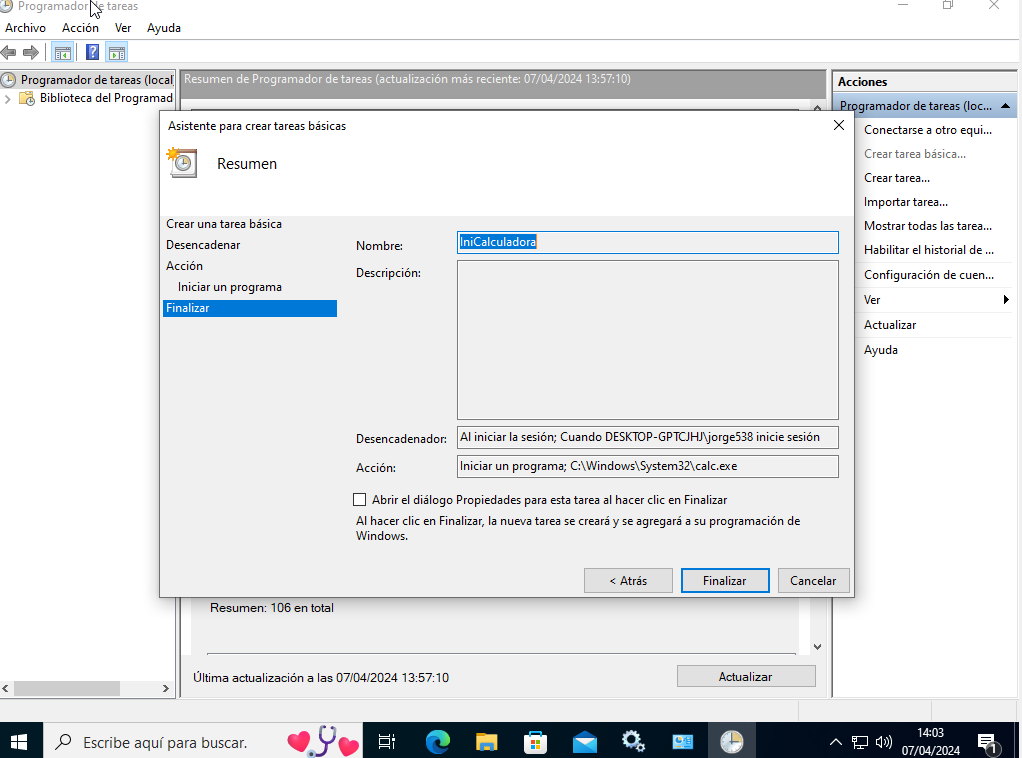 Programador de tareas
Archivo Acción Ver Ayuda
Programador de tareas (local
Biblioteca del Programad
Resumen de Programador de tareas (actualización más reciente: 07/04/2024 13:57:10)
Asistente para crear tareas básicas
Resumen
Crear una tarea básica
Desencadenar
Acción
Iniciar un programa
Finalizar
Nombre: IniCalculadora
Descripción:
Desencadenador: Al iniciar la sesión; Cuando DESKTOP-GPTCJHJ\jorge538 inicie sesión
Acción: Iniciar un programa; C:\Windows\System32\calc.exe
Abrir el diálogo Propiedades para esta tarea al hacer clic en Finalizar
Al hacer clic en Finalizar, la nueva tarea se creará y se agregará a su programación de
Windows.
< Atrás Finalizar Cancelar
Resumen: 106 en total
Última actualización a las 07/04/2024 13:57:10 Actualizar
Acciones
Programador de tareas (loc...
Conectarse a otro equi...
Crear tarea básica...
Crear tarea...
Importar tarea...
Mostrar todas las tarea...
Habilitar el historial de ...
Configuración de cuen...
Ver
Actualizar
Ayuda
Escribe aquí para buscar.
14:03
07/04/2024
1